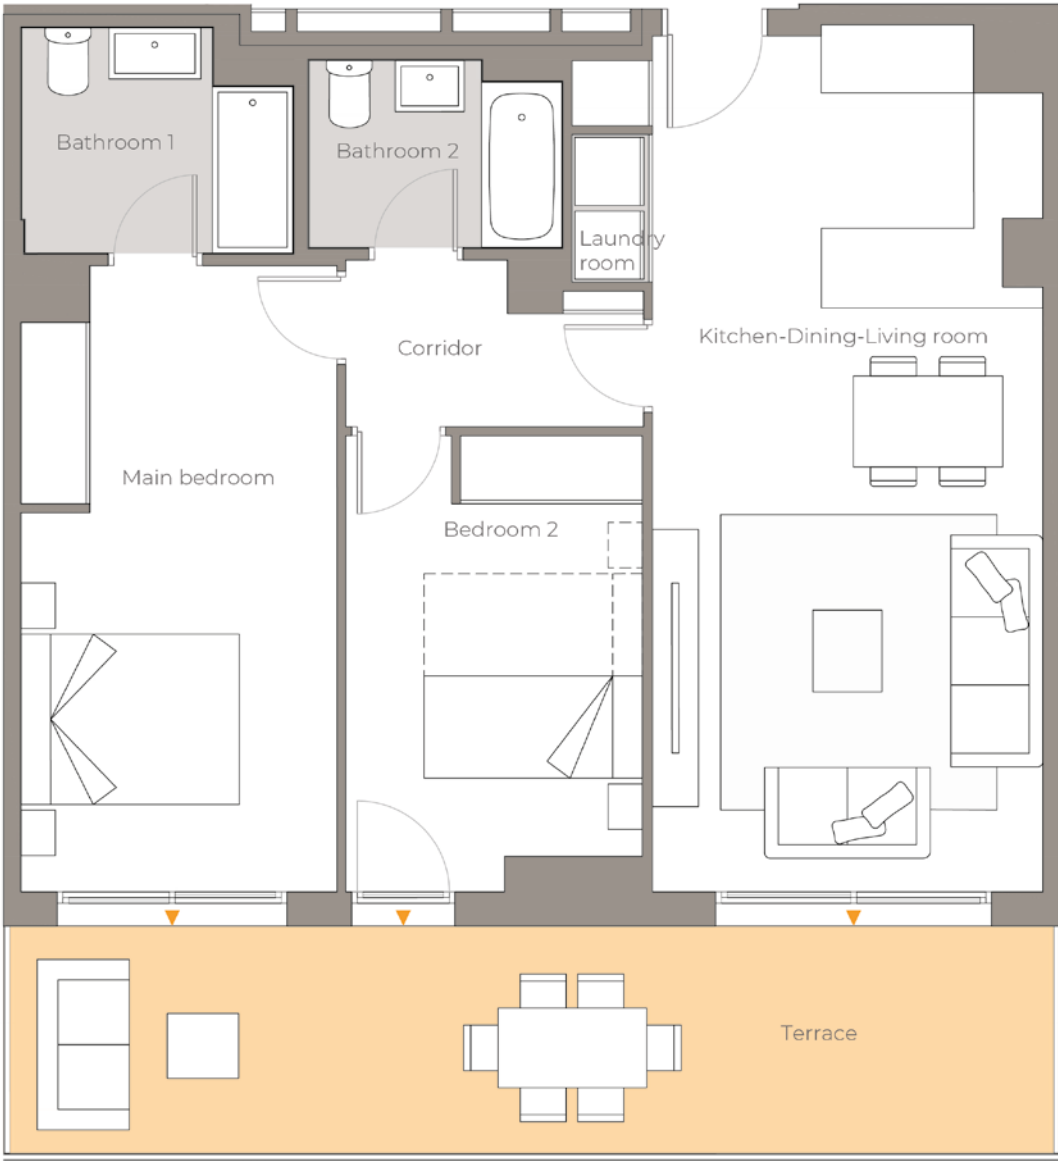 Bathroom 1
Bathroom 2
Laundry
room
Kitchen-Dining-Living room
Corridor
Main bedroom
Bedroom 2
Terrace